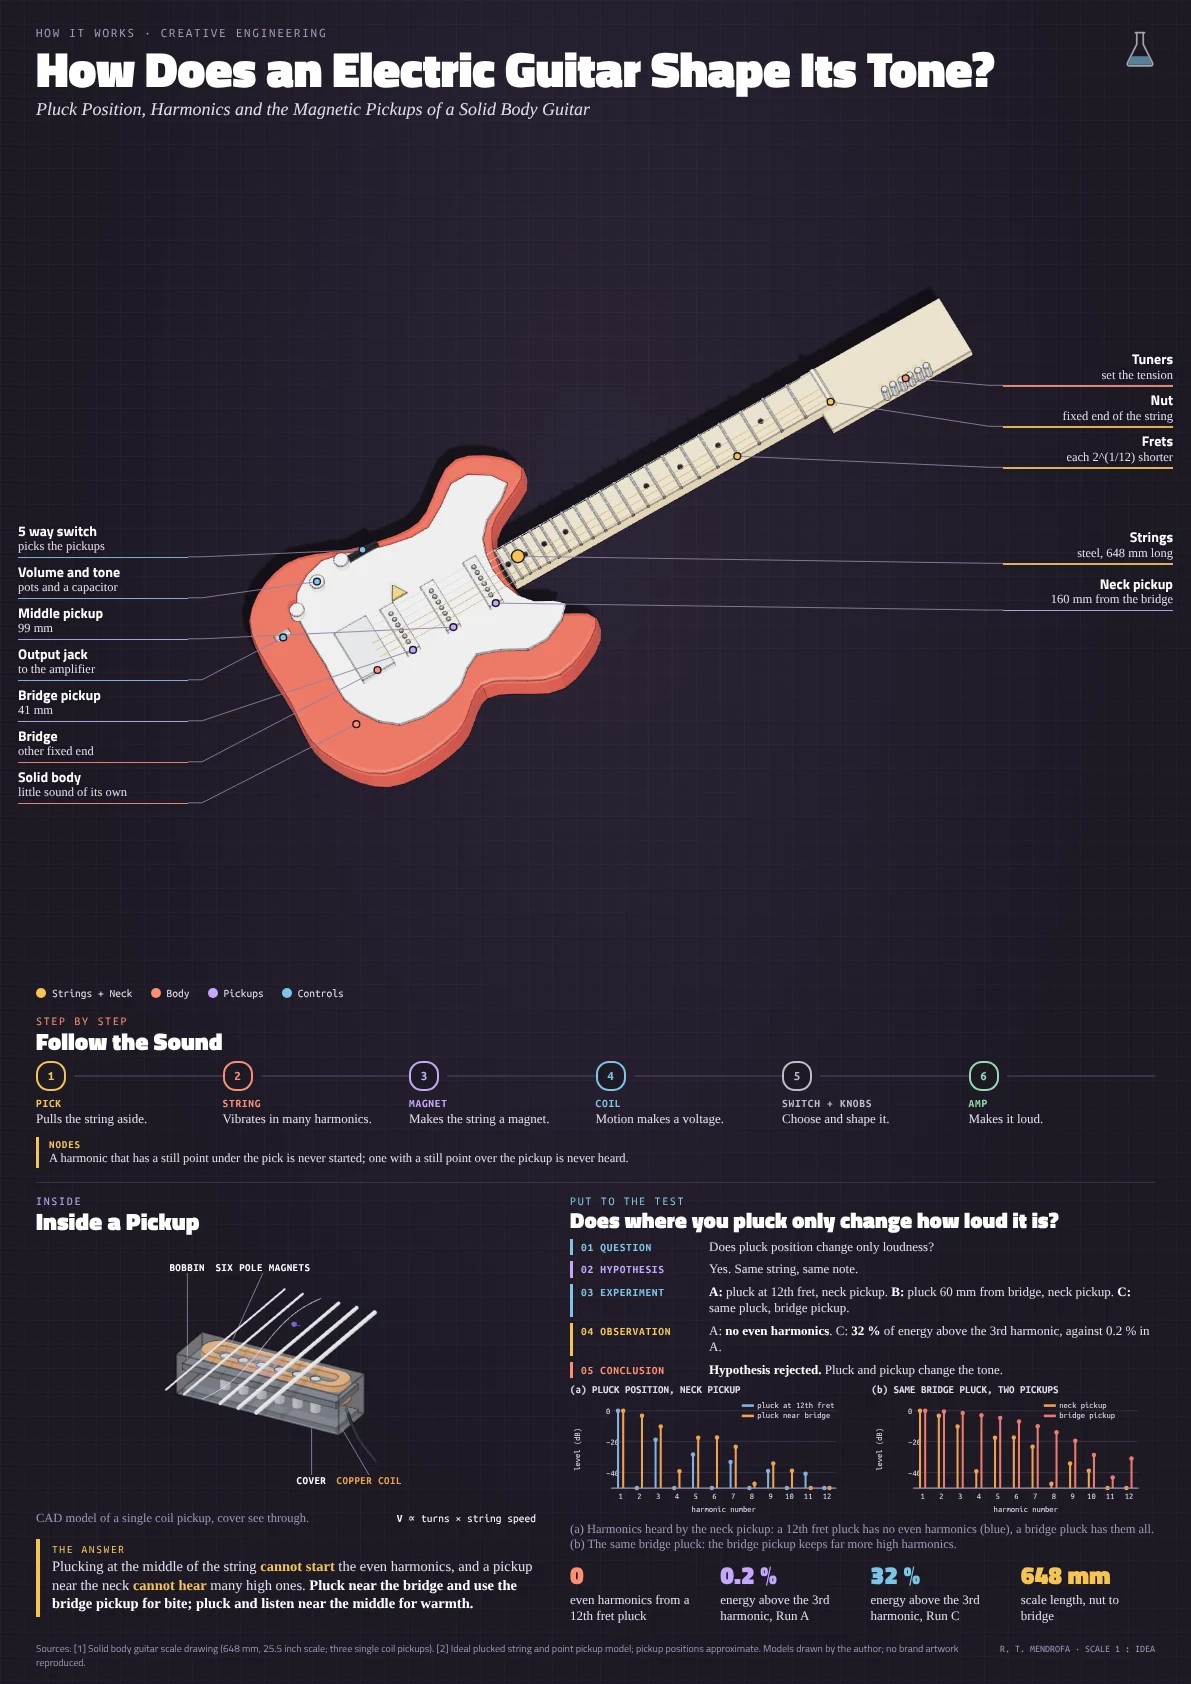 HOW IT WORKS · CREATIVE ENGINEERING
How Does an Electric Guitar Shape Its Tone?
Pluck Position, Harmonics and the Magnetic Pickups of a Solid Body Guitar
Tuners
set the tension
Nut
fixed end of the string
Frets
each 2^(1/12) shorter
Strings
steel, 648 mm long
Neck pickup
160 mm from the bridge
5 way switch
picks the pickups
Volume and tone
pots and a capacitor
Middle pickup
99 mm
Output jack
to the amplifier
Bridge pickup
41 mm
Bridge
other fixed end
Solid body
little sound of its own
Strings + Neck
Body
Pickups
Controls
STEP BY STEP
Follow the Sound
1
PICK
Pulls the string aside.
2
STRING
Vibrates in many harmonics.
3
MAGNET
Makes the string a magnet.
4
COIL
Motion makes a voltage.
5
SWITCH + KNOBS
Choose and shape it.
6
AMP
Makes it loud.
NODES
A harmonic that has a still point under the pick is never started; one with a still point over the pickup is never heard.
INSIDE
Inside a Pickup
BOBBIN
SIX POLE MAGNETS
COVER
COPPER COIL
CAD model of a single coil pickup, cover see through.
V ∝ turns × string speed
THE ANSWER
Plucking at the middle of the string cannot start the even harmonics, and a pickup
near the neck cannot hear many high ones. Pluck near the bridge and use the
bridge pickup for bite; pluck and listen near the middle for warmth.
PUT TO THE TEST
Does where you pluck only change how loud it is?
01 QUESTION
Does pluck position change only loudness?
02 HYPOTHESIS
Yes. Same string, same note.
03 EXPERIMENT
A: pluck at 12th fret, neck pickup. B: pluck 60 mm from bridge, neck pickup. C:
same pluck, bridge pickup.
04 OBSERVATION
A: no even harmonics. C: 32 % of energy above the 3rd harmonic, against 0.2 % in
A.
05 CONCLUSION
Hypothesis rejected. Pluck and pickup change the tone.
(a) PLUCK POSITION, NECK PICKUP
pluck at 12th fret
pluck near bridge
level (dB)
0
−20
−40
1 2 3 4 5 6 7 8 9 10 11 12
harmonic number
(b) SAME BRIDGE PLUCK, TWO PICKUPS
neck pickup
bridge pickup
level (dB)
0
−20
−40
1 2 3 4 5 6 7 8 9 10 11 12
harmonic number
(a) Harmonics heard by the neck pickup: a 12th fret pluck has no even harmonics (blue), a bridge pluck has them all.
(b) The same bridge pluck: the bridge pickup keeps far more high harmonics.
0
even harmonics from a
12th fret pluck
0.2 %
energy above the 3rd
harmonic, Run A
32 %
energy above the 3rd
harmonic, Run C
648 mm
scale length, nut to
bridge
Sources: [1] Solid body guitar scale drawing (648 mm, 25.5 inch scale; three single coil pickups). [2] Ideal plucked string and point pickup model; pickup positions approximate. Models drawn by the author; no brand artwork
reproduced.
R. T. MENDROFA · SCALE 1 : IDEA